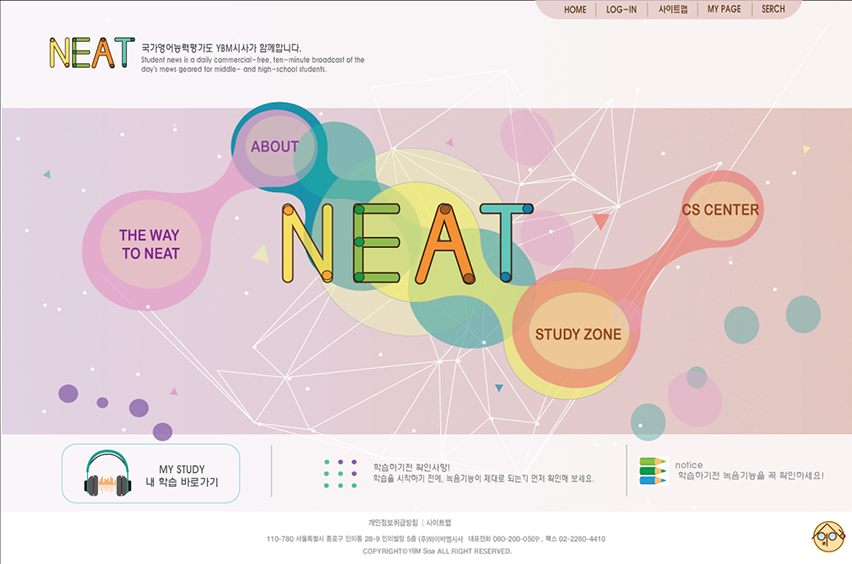 HOME LOG-IN 사이트맵 MY PAGE SERCH
NEAT
국가영어능력평가도 YBM시사가 함께합니다.
Student news is a daily commercial-free, ten-minute broadcast of the
day's mews geared for middle- and high-school students.
ABOUT
THE WAY
TO NEAT
NEAT
CS CENTER
STUDY ZONE
MY STUDY
내 학습 바로가기
학습하기전 확인사항!
학습을 시작하기 전에, 녹음기능이 제대로 되는지 먼저 확인해 보세요.
notice
학습하기전 녹음기능을 꼭 확인하세요!
개인정보취급방침 | 사이트맵
110-780 서울특별시 종로구 인의동 28-9 인의빌딩 5층 (주)와이비엠시사 대표전화 080-200-0509, 팩스 02-2260-4410
COPYRIGHT© YBM Sisa ALL RIGHT RESERVED.